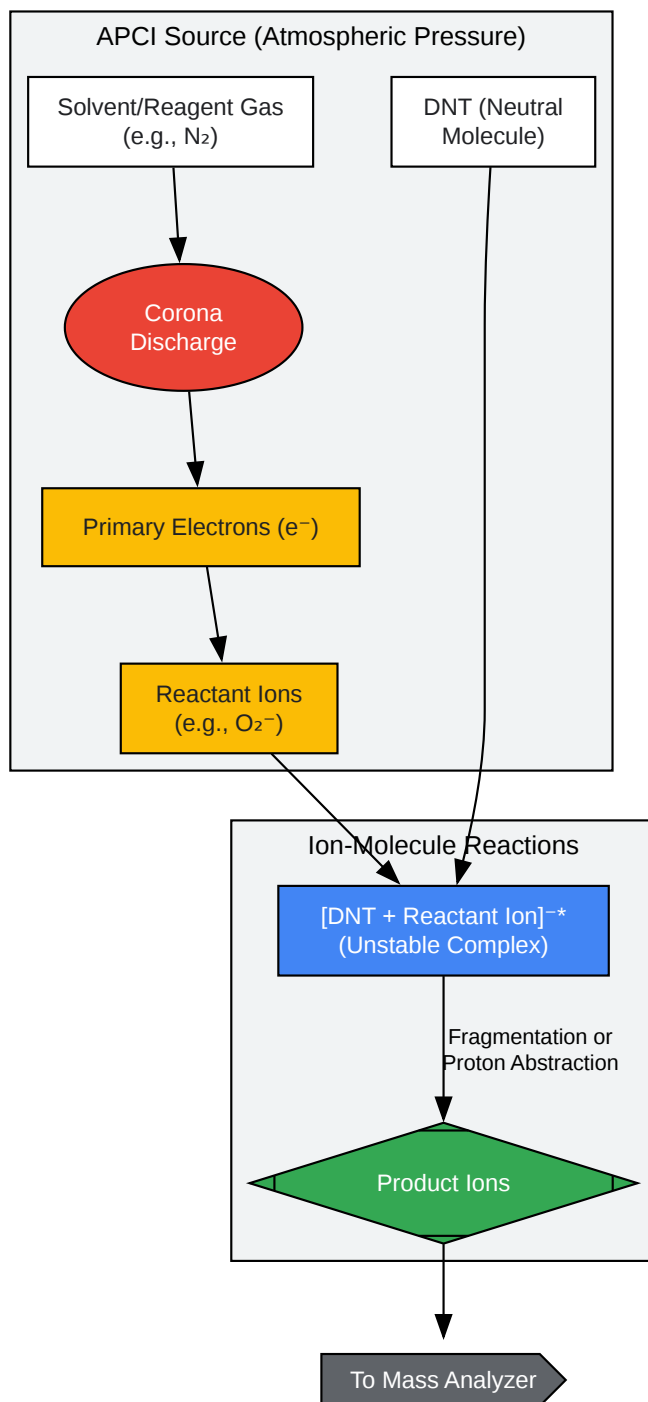 APCI Source (Atmospheric Pressure)
Solvent/Reagent Gas
(e.g., N₂)
DNT (Neutral
Molecule)
Corona
Discharge
Primary Electrons (e⁻)
Reactant Ions
(e.g., O₂⁻)
Ion-Molecule Reactions
[DNT + Reactant Ion]⁻*
(Unstable Complex)
Fragmentation or
Proton Abstraction
Product Ions
To Mass Analyzer